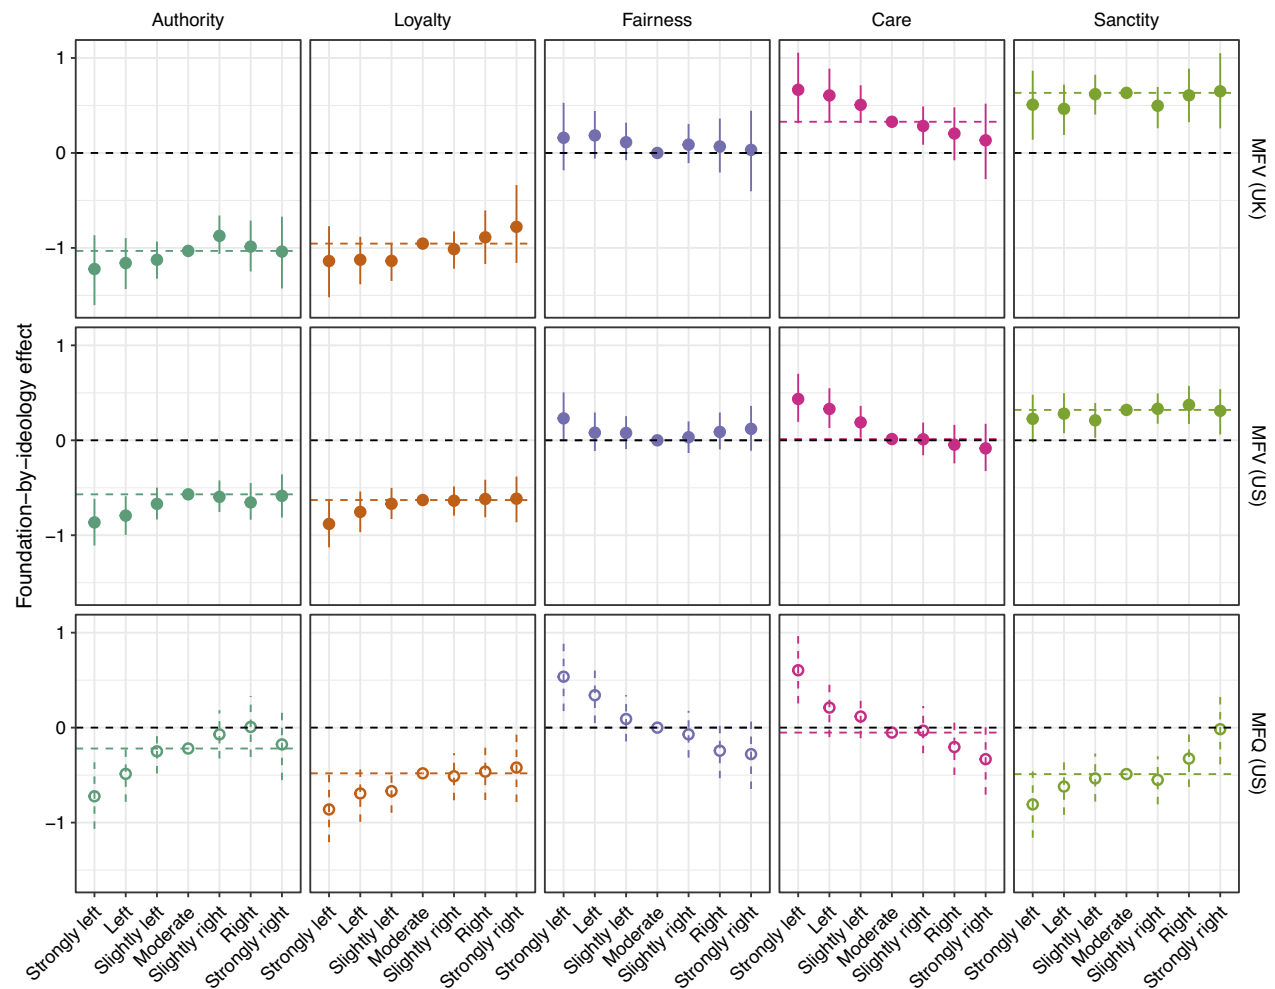 Authority Loyalty Fairness Care Sanctity
Foundation−by−ideology effect
1
0
−1
MFV (UK)
1
0
−1
MFV (US)
1
0
−1
MFQ (US)
Strongly left Left Slightly left Moderate Slightly right Right Strongly right
Strongly left Left Slightly left Moderate Slightly right Right Strongly right
Strongly left Left Slightly left Moderate Slightly right Right Strongly right
Strongly left Left Slightly left Moderate Slightly right Right Strongly right
Strongly left Left Slightly left Moderate Slightly right Right Strongly right